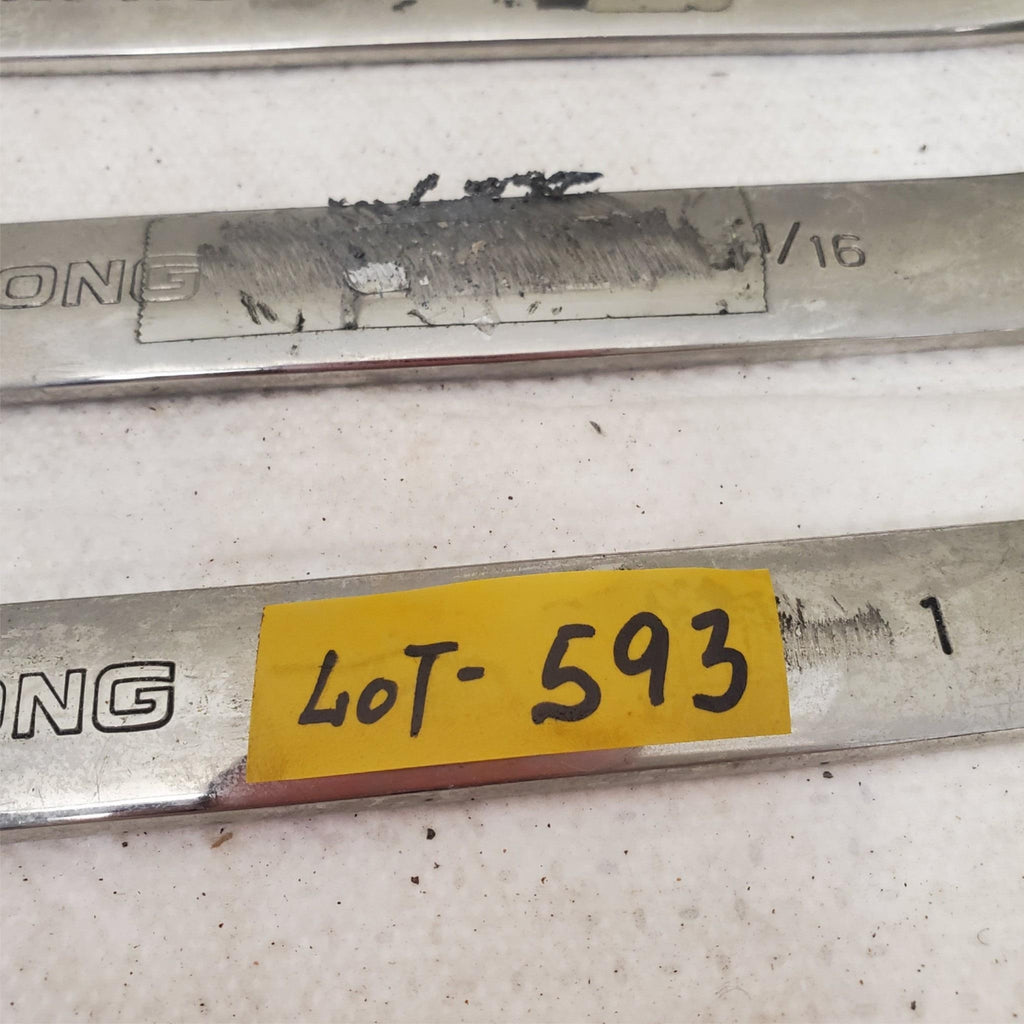 ONG 1/16
ONG 1
LOT- 593